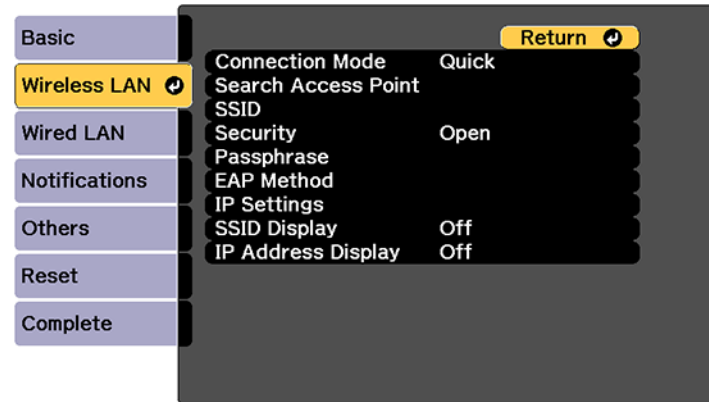 Basic
Wireless LAN
Wired LAN
Notifications
Others
Reset
Complete
Return
Connection Mode Quick
Search Access Point
SSID
Security Open
Passphrase
EAP Method
IP Settings
SSID Display Off
IP Address Display Off